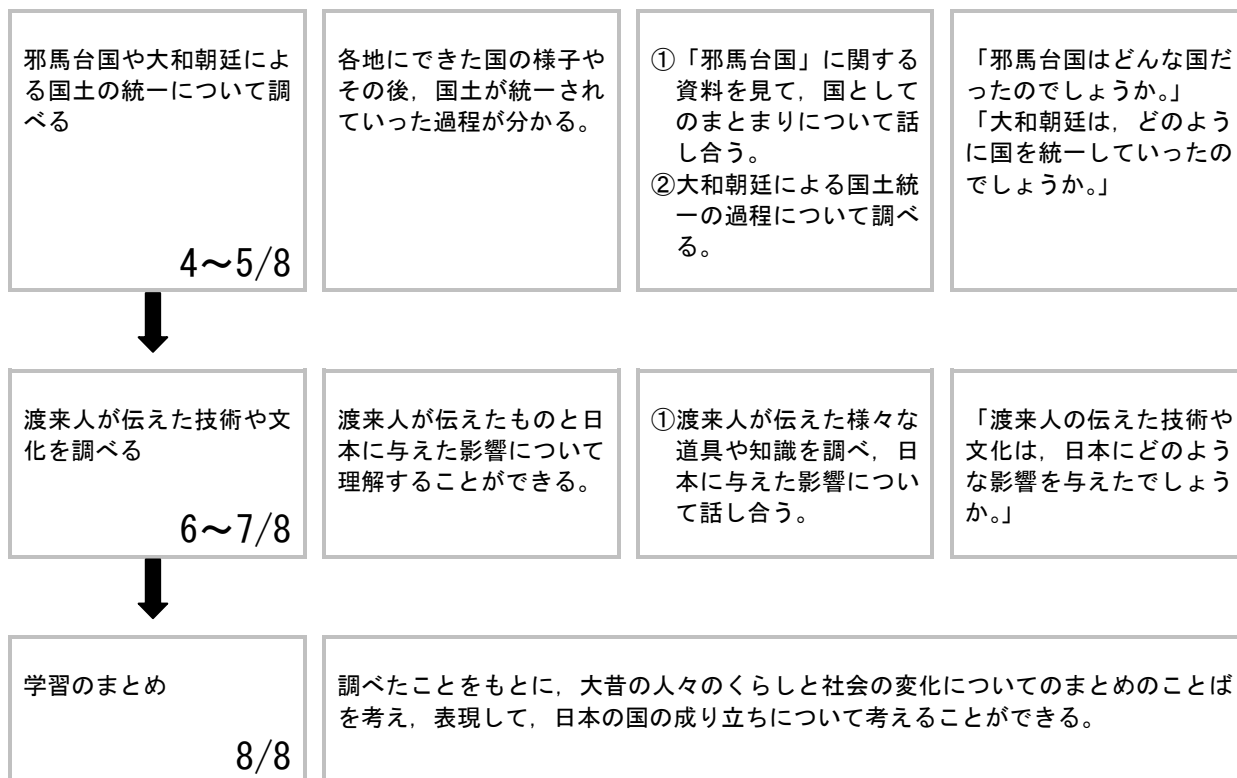 邪馬台国や大和朝廷によ
る国土の統一について調
べる
4～5/8
各地にできた国の様子や
その後，国土が統一され
ていった過程が分かる。
①「邪馬台国」に関する
資料を見て，国として
のまとまりについて話
し合う。
②大和朝廷による国土統
一の過程について調べ
る。
「邪馬台国はどんな国だ
ったのでしょうか。」
「大和朝廷は，どのよう
に国を統一していったの
でしょうか。」
渡来人が伝えた技術や文
化を調べる
6～7/8
渡来人が伝えたものと日
本に与えた影響について
理解することができる。
①渡来人が伝えた様々な
道具や知識を調べ，日
本に与えた影響につい
て話し合う。
「渡来人の伝えた技術や
文化は，日本にどのよう
な影響を与えたでしょう
か。」
学習のまとめ
8/8
調べたことをもとに，大昔の人々のくらしと社会の変化についてのまとめのことば
を考え，表現して，日本の国の成り立ちについて考えることができる。